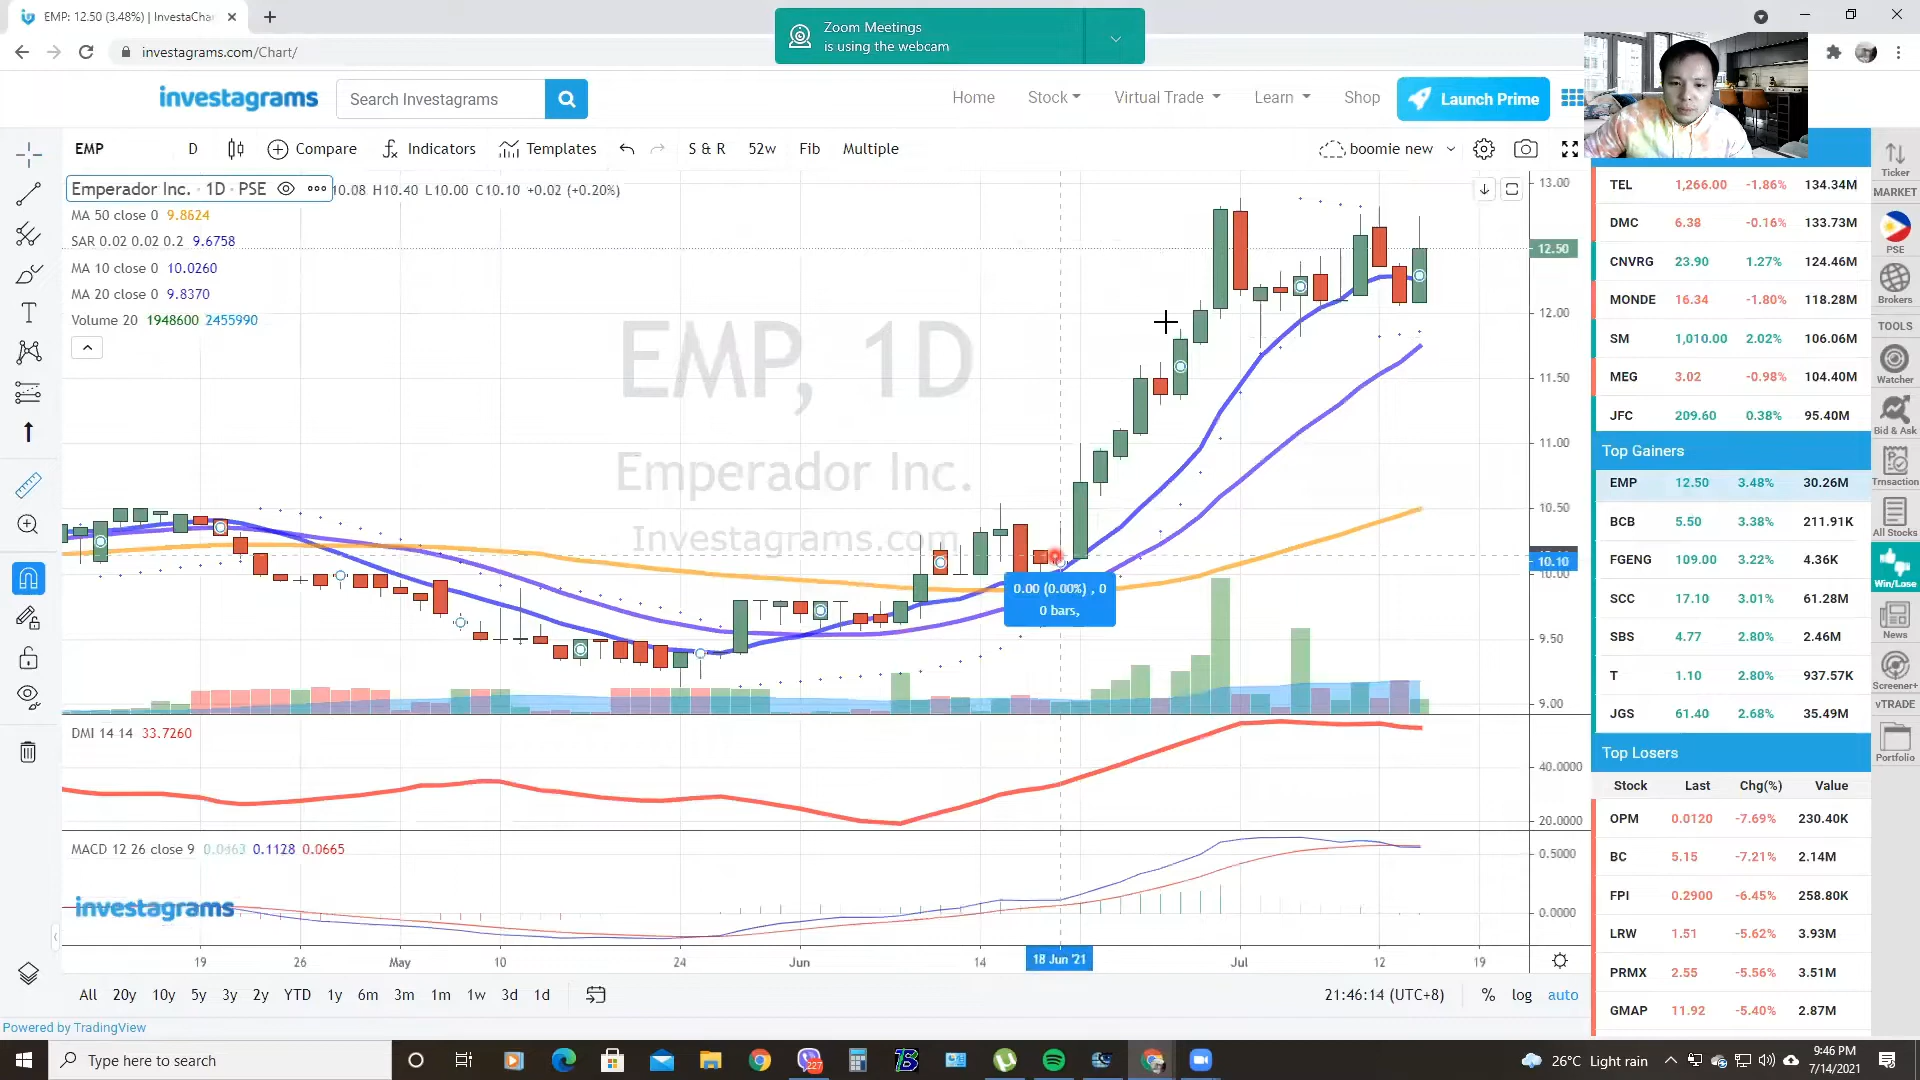 EMP: 12.50 (3.48%) | InvestaCha
Zoom Meetings
is using the webcam
investagrams.com/Chart/
investagrams
Search Investagrams
Home
Stock
Virtual Trade
Learn
Shop
Launch Prime
EMP
D
Compare
Indicators
Templates
S & R
52w
Fib
Multiple
boomie new
Emperador Inc. · 1D · PSE
10.08 H10.40 L10.00 C10.10 +0.02 (+0.20%)
MA 50 close 0 9.8624
SAR 0.02 0.02 0.2 9.6758
MA 10 close 0 10.0260
MA 20 close 0 9.8370
Volume 20 1948600 2455990
EMP, 1D
Emperador Inc.
Investagrams.com
0.00 (0.00%) , 0
0 bars,
13.00
12.50
12.00
11.50
11.00
10.50
10.10
10.00
9.50
9.00
DMI 14 14 33.7260
40.0000
20.0000
MACD 12 26 close 9 0.0463 0.1128 0.0665
0.5000
0.0000
investagrams
19
26
May
10
24
Jun
14
18 Jun '21
Jul
12
19
All 20y 10y 5y 3y 2y YTD 1y 6m 3m 1m 1w 3d 1d
21:46:14 (UTC+8)
% log auto
Powered by TradingView
TEL 1,266.00 -1.86% 134.34M
DMC 6.38 -0.16% 133.73M
CNVRG 23.90 1.27% 124.46M
MONDE 16.34 -1.80% 118.28M
SM 1,010.00 2.02% 106.06M
MEG 3.02 -0.98% 104.40M
JFC 209.60 0.38% 95.40M
Top Gainers
EMP 12.50 3.48% 30.26M
BCB 5.50 3.38% 211.91K
FGENG 109.00 3.22% 4.36K
SCC 17.10 3.01% 61.28M
SBS 4.77 2.80% 2.46M
T 1.10 2.80% 937.57K
JGS 61.40 2.68% 35.49M
Top Losers
Stock Last Chg(%) Value
OPM 0.0120 -7.69% 230.40K
BC 5.15 -7.21% 2.14M
FPI 0.2900 -6.45% 258.80K
LRW 1.51 -5.62% 3.93M
PRMX 2.55 -5.56% 3.51M
GMAP 11.92 -5.40% 2.87M
Ticker
MARKET
PSE
Brokers
TOOLS
Watcher
Bid & Ask
Trnsaction
All Stocks
Win/Lose
News
Screener+
vTRADE
Portfolio
Type here to search
227
26°C Light rain
9:46 PM
7/14/2021